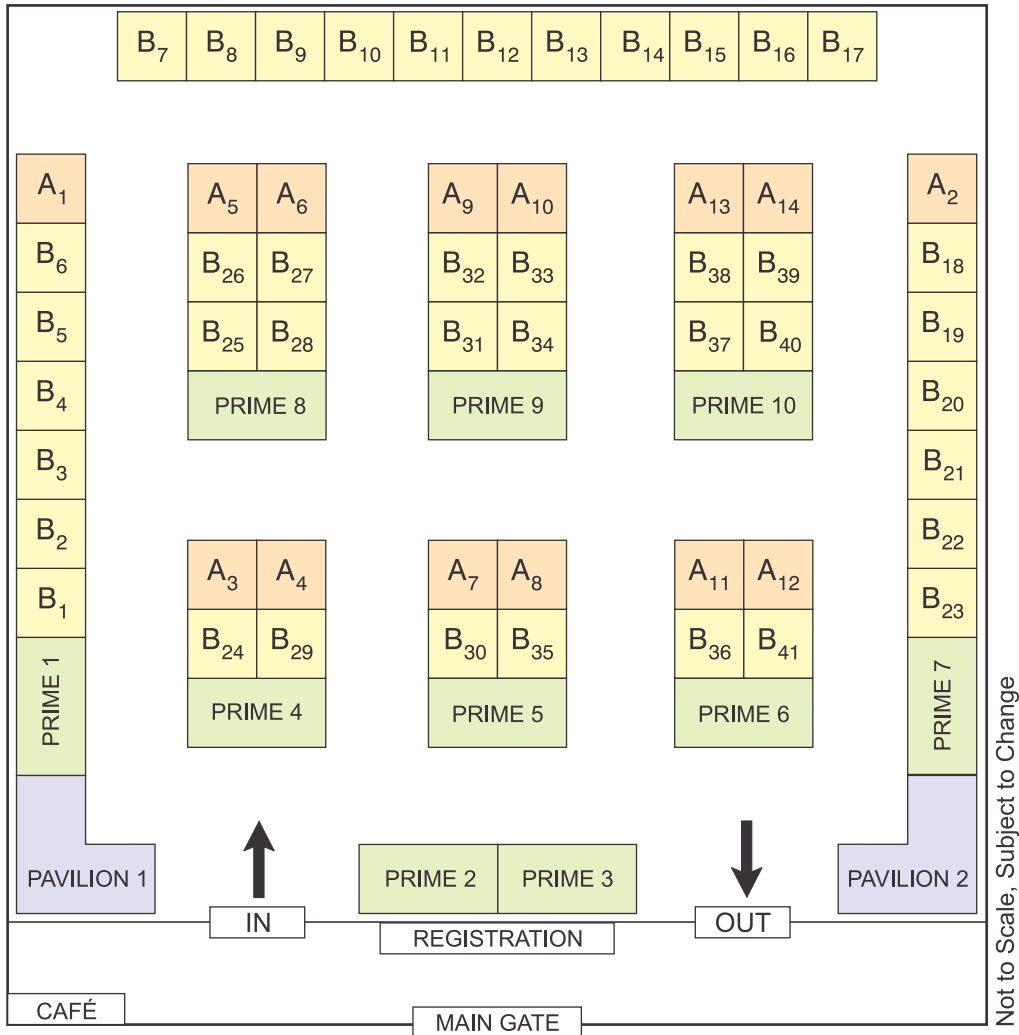 B7 B8 B9 B10 B11 B12 B13 B14 B15 B16 B17
A1 A5 A6 A9 A10 A13 A14 A2
B6 B26 B27 B32 B33 B38 B39 B18
B5 B25 B28 B31 B34 B37 B40 B19
B4 PRIME 8 PRIME 9 PRIME 10 B20
B3 B21
B2 A3 A4 A7 A8 A11 A12 B22
B1 B24 B29 B30 B35 B36 B41 B23
PRIME 1 PRIME 4 PRIME 5 PRIME 6 PRIME 7
PAVILION 1 PRIME 2 PRIME 3 PAVILION 2
IN OUT
REGISTRATION
CAFÉ
MAIN GATE
Not to Scale, Subject to Change